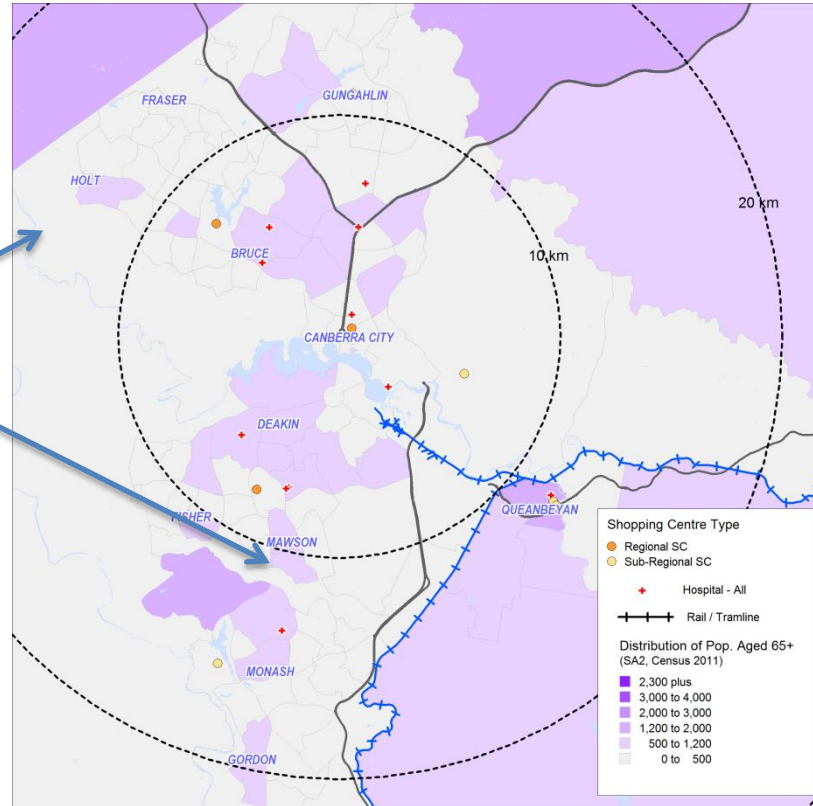 GUNGAHLIN
FRASER
HOLT
20 km
BRUCE
10 km
CANBERRA CITY
DEAKIN
QUEANBEYAN
FISHER
MAWSON
MONASH
GORDON
Shopping Centre Type
Regional SC
Sub-Regional SC
Hospital - All
Rail / Tramline
Distribution of Pop. Aged 65+
(SA2, Census 2011)
2,300 plus
3,000 to 4,000
2,000 to 3,000
1,200 to 2,000
500 to 1,200
0 to 500